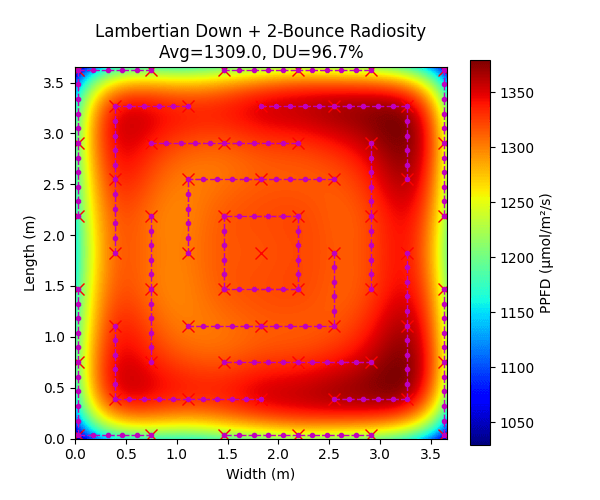 Lambertian Down + 2-Bounce Radiosity
Avg=1309.0, DU=96.7%
3.5
3.0
2.5
2.0
1.5
1.0
0.5
0.0
Length (m)
0.0 0.5 1.0 1.5 2.0 2.5 3.0 3.5
Width (m)
1350
1300
1250
1200
1150
1100
1050
PPFD (μmol/m²/s)